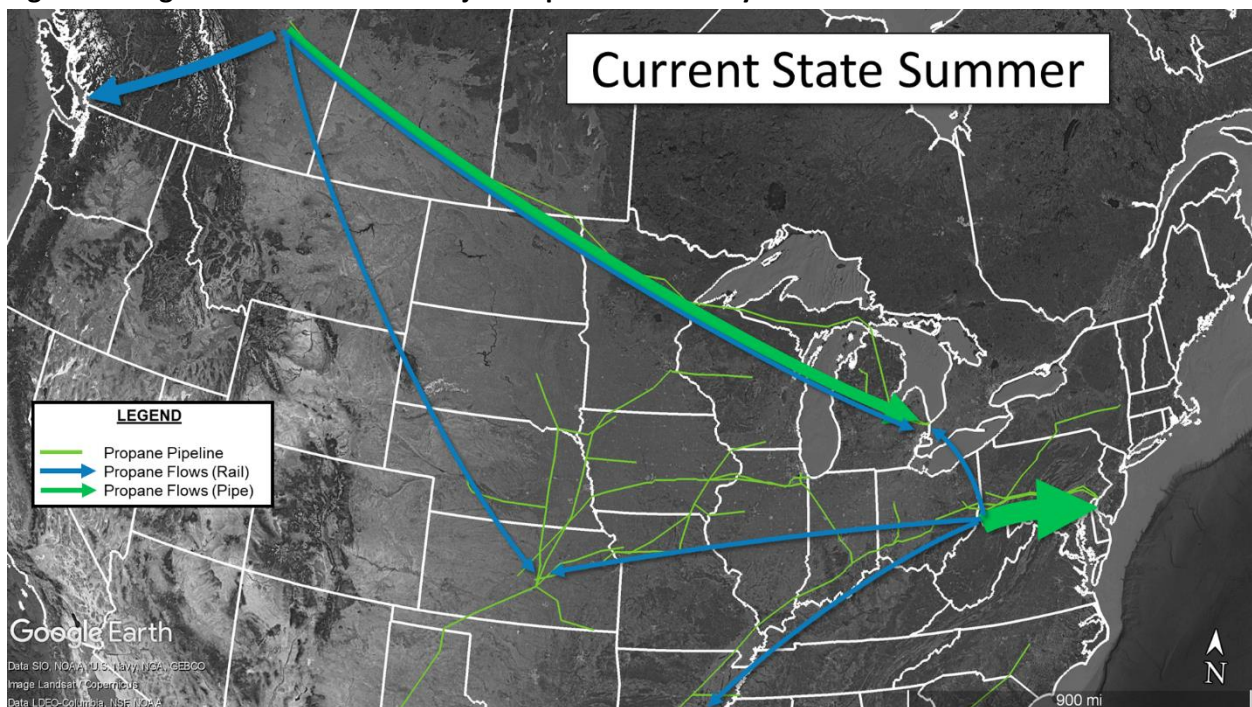 Current State Summer
LEGEND
Propane Pipeline
Propane Flows (Rail)
Propane Flows (Pipe)
Google Earth
Data SIO, NOAA, U.S. Navy, NGA, GEBCO
Image Landsat / Copernicus
Data LDEO-Columbia, NSF, NOAA
N
900 mi